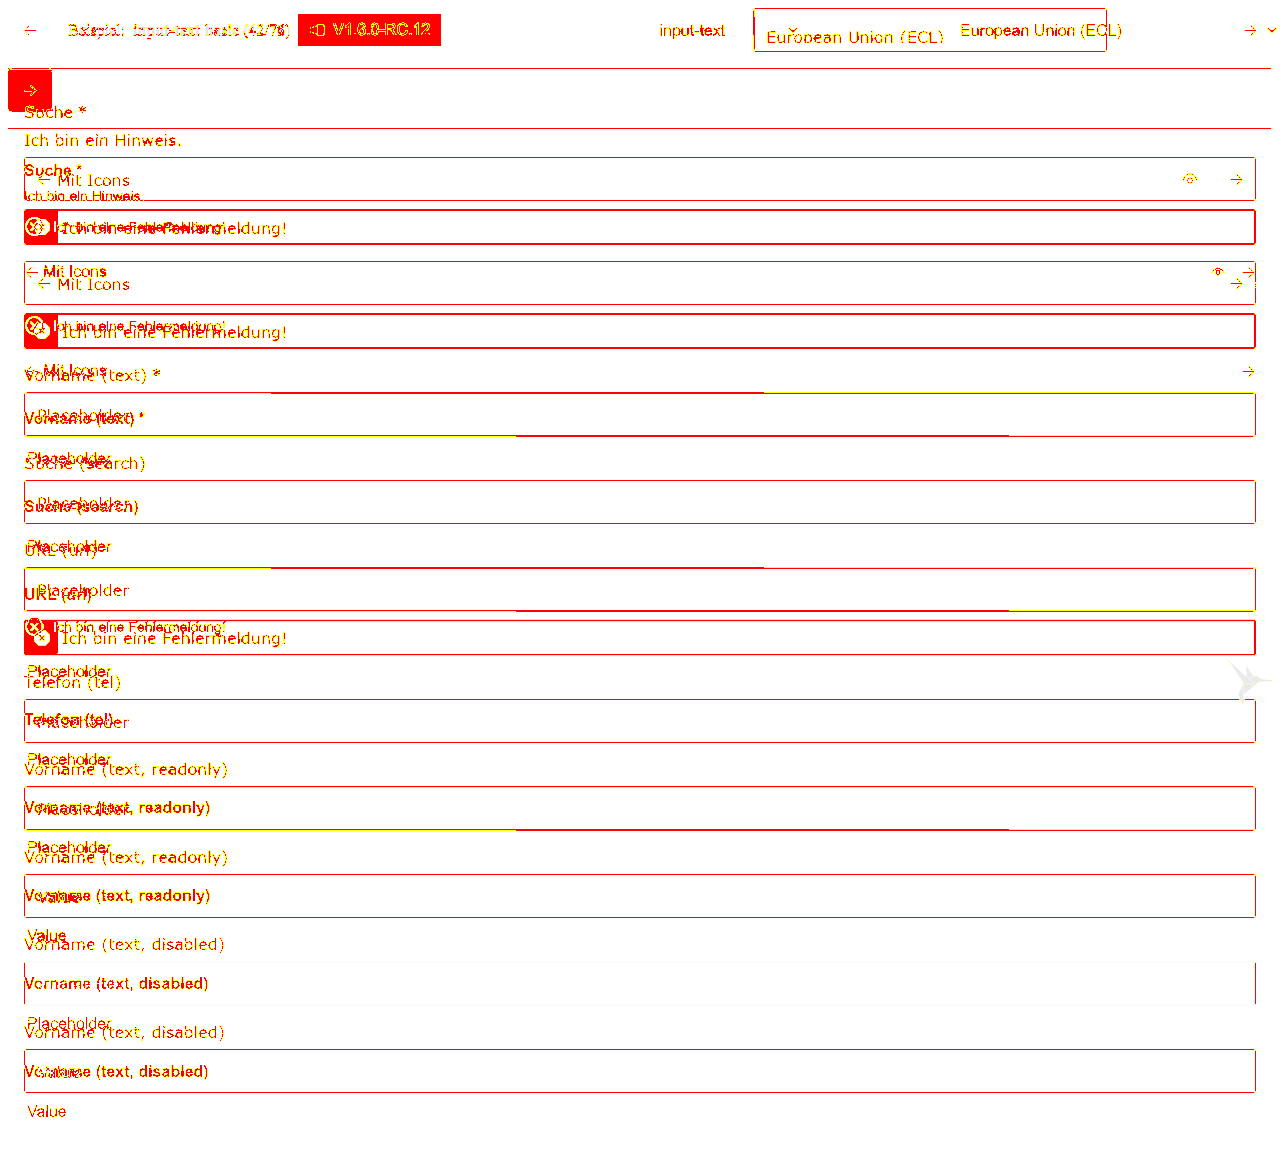 Beispiel: input-text basic (42/76) V1.6.0-RC.12 input-text European Union (ECL) European Union (ECL)
Suche *
Ich bin ein Hinweis.
Suche *
Mit Icons
Ich bin ein Hinweis.
Ich bin eine Fehlermeldung!
Mit Icons
Mit Icons
Ich bin eine Fehlermeldung!
Ich bin eine Fehlermeldung!
Mit Icons
Vorname (text) *
Placeholder
Vorname (text) *
Placeholder
Suche (search)
Placeholder
Suche (search)
Placeholder
URL (url)
Placeholder
URL (url)
Ich bin eine Fehlermeldung!
Ich bin eine Fehlermeldung!
Placeholder
Telefon (tel)
Telefon (tel)
Placeholder
Placeholder
Vorname (text, readonly)
Vorname (text, readonly)
Placeholder
Placeholder
Vorname (text, readonly)
Vorname (text, readonly)
Value
Value
Vorname (text, disabled)
Vorname (text, disabled)
Placeholder
Vorname (text, disabled)
Vorname (text, disabled)
Value